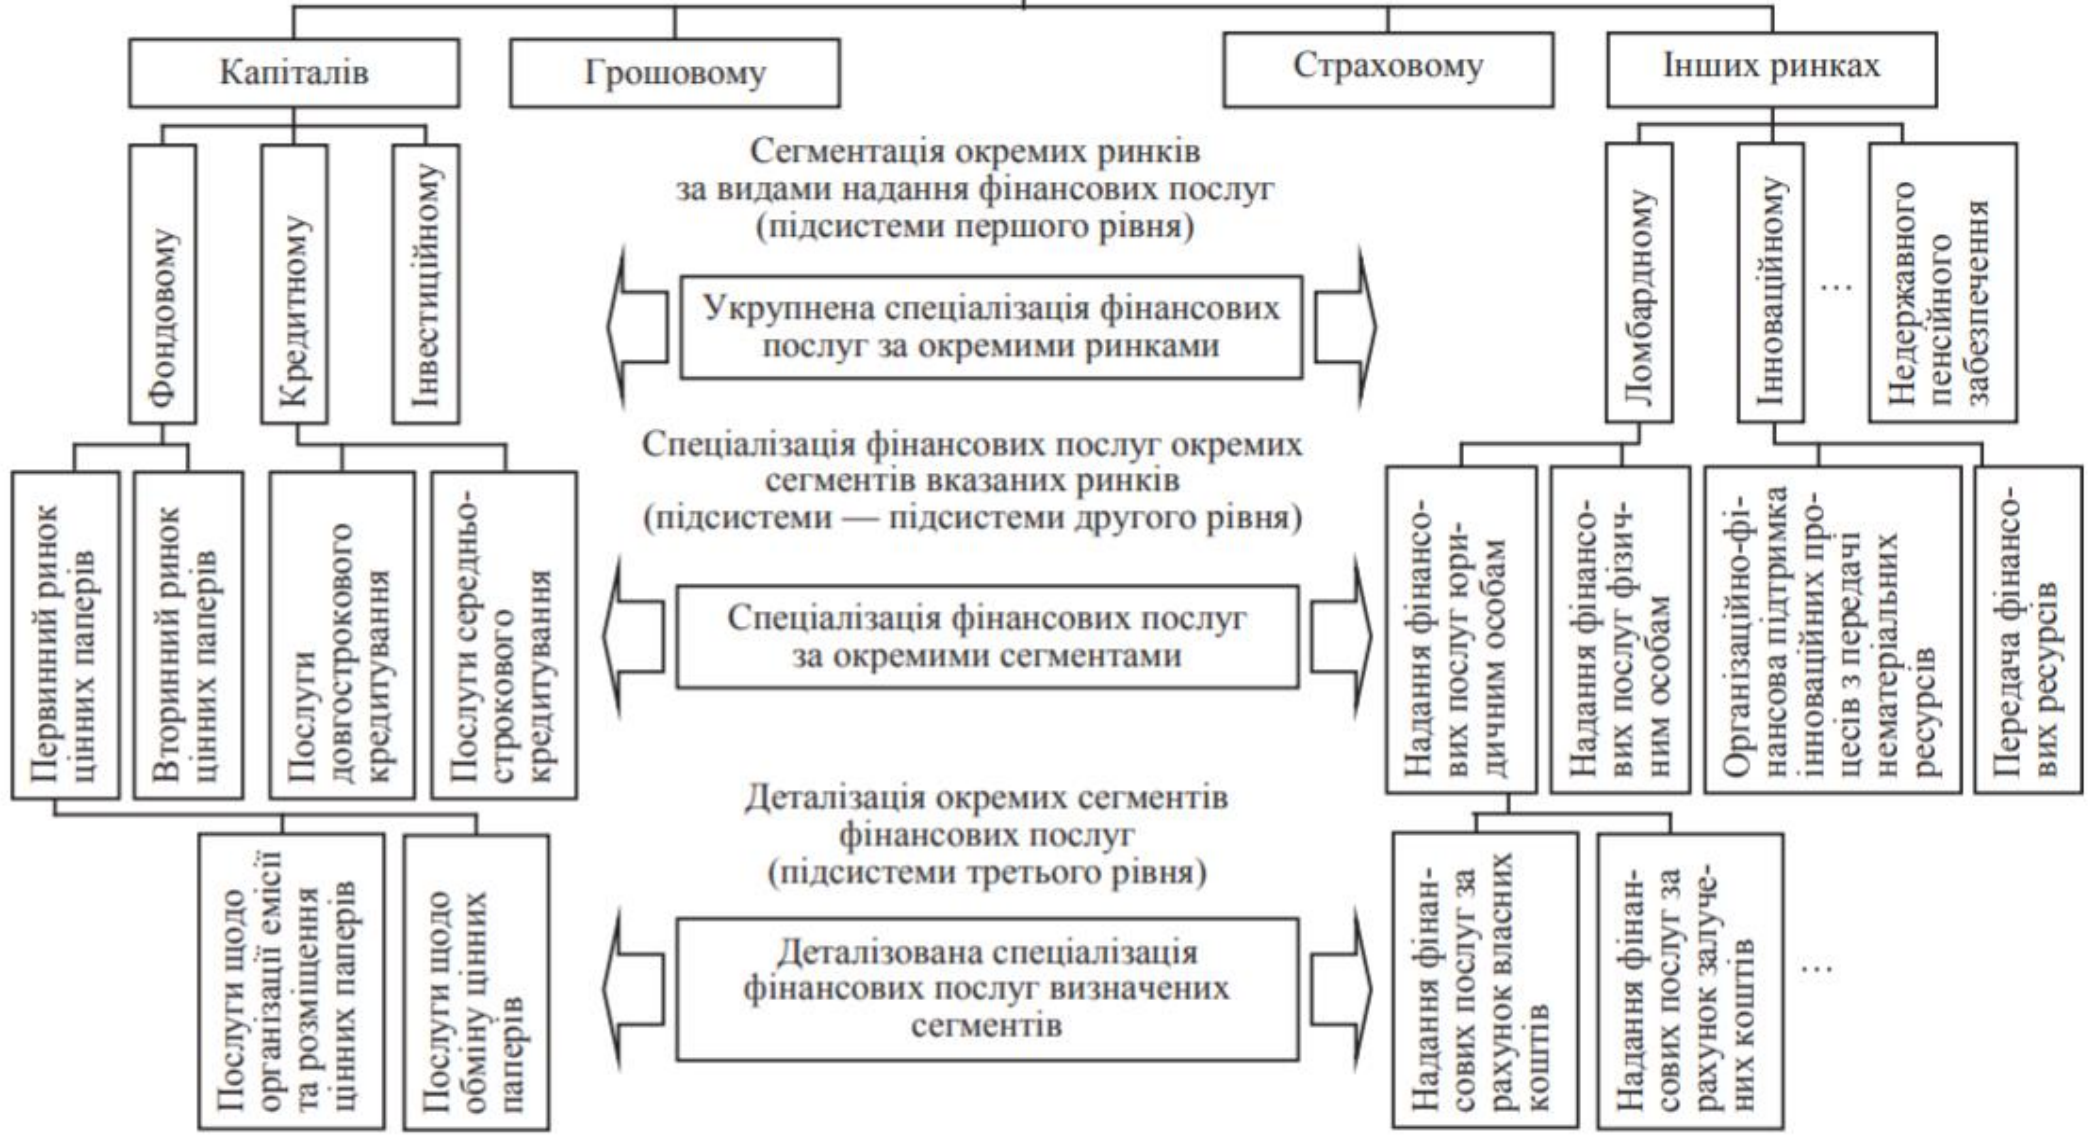 Капіталів
Грошовому
Страховому
Інших ринках
Фондовому
Кредитному
Інвестиційному
Сегментація окремих ринків
за видами надання фінансових послуг
(підсистеми першого рівня)
Укрупнена спеціалізація фінансових
послуг за окремими ринками
Ломбардному
Інноваційному
...
Недержавного
пенсійного
забезпечення
Спеціалізація фінансових послуг окремих
сегментів вказаних ринків
(підсистеми — підсистеми другого рівня)
Первинний ринок
цінних паперів
Вторинний ринок
цінних паперів
Послуги
довгострокового
кредитування
Послуги середньо-
строкового
кредитування
Спеціалізація фінансових послуг
за окремими сегментами
Надання фінансо-
вих послуг юри-
дичним особам
Надання фінансо-
вих послуг фізич-
ним особам
Організаційно-фі-
нансова підтримка
інноваційних про-
цесів з передачі
нематеріальних
ресурсів
Передача фінансо-
вих ресурсів
Деталізація окремих сегментів
фінансових послуг
(підсистеми третього рівня)
Послуги щодо
організації емісії
та розміщення
цінних паперів
Послуги щодо
обміну цінних
паперів
Деталізована спеціалізація
фінансових послуг визначених
сегментів
Надання фінан-
сових послуг за
рахунок власних
коштів
Надання фінан-
сових послуг за
рахунок залуче-
них коштів
...